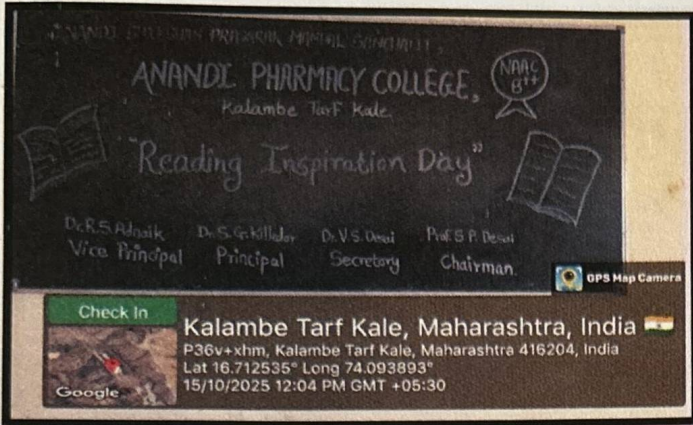 ANANDI PHARMACY COLLEGE,
NAAC
B++
Kalambe Tarf Kale.
"Reading Inspiration Day"
Dr.R.S.Adnaik Dr.S.G.Killedar Dr.V.S.Desai Prof.S.P.Desai
Vice Principal Principal Secretary Chairman.
GPS Map Camera
Check In
Google
Kalambe Tarf Kale, Maharashtra, India
P36v+xhm, Kalambe Tarf Kale, Maharashtra 416204, India
Lat 16.712535° Long 74.093893°
15/10/2025 12:04 PM GMT +05:30